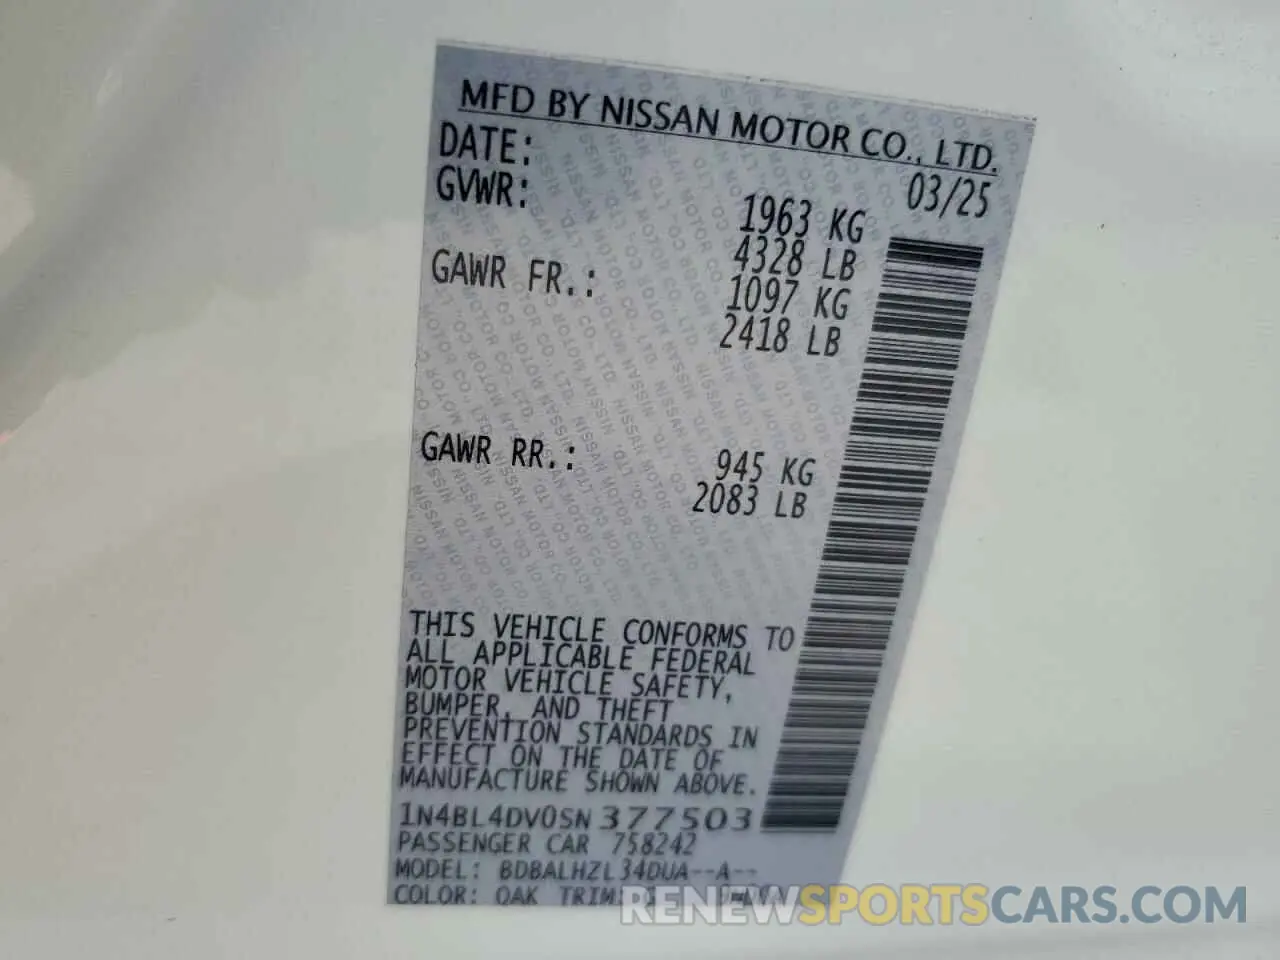 MFD BY NISSAN MOTOR CO., LTD.
DATE: 03/25
GVWR: 1963 KG
4328 LB
GAWR FR.: 1097 KG
2418 LB
GAWR RR.: 945 KG
2083 LB
THIS VEHICLE CONFORMS TO
ALL APPLICABLE FEDERAL
MOTOR VEHICLE SAFETY,
BUMPER, AND THEFT
PREVENTION STANDARDS IN
EFFECT ON THE DATE OF
MANUFACTURE SHOWN ABOVE.
1N4BL4DV0SN377503
PASSENGER CAR 758242
MODEL: BDBALHZL34DUA--A--
COLOR: QAK TRIM: G
RENEWSPORTSCARS.COM